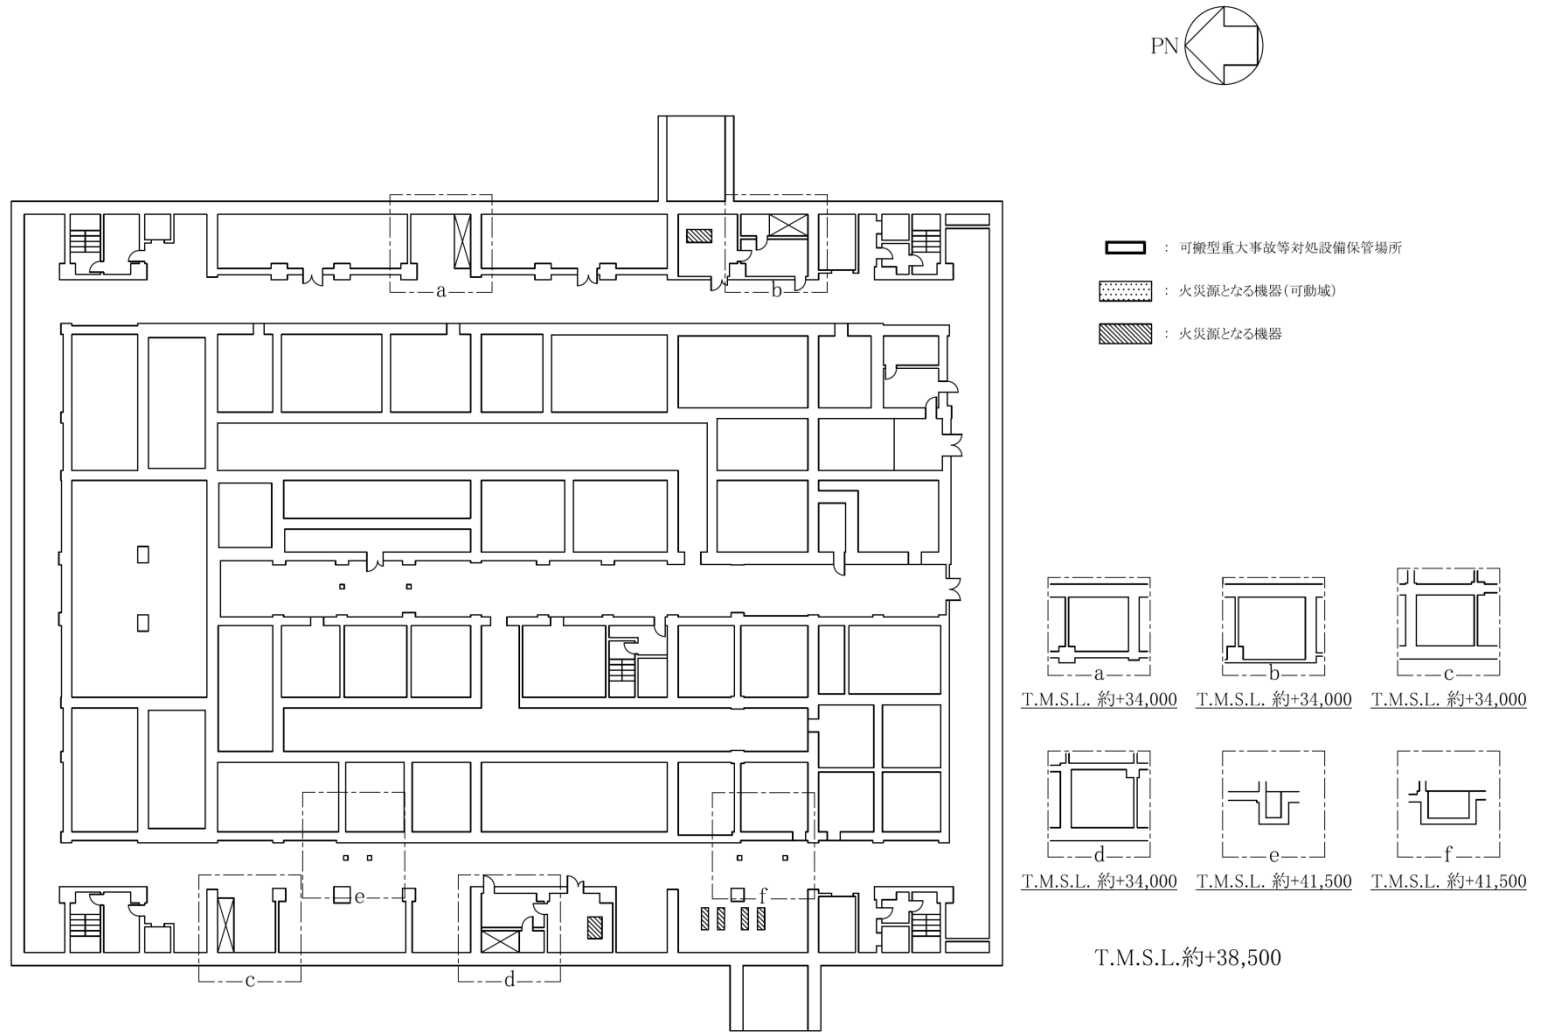 PN
： 可搬型重大事故等対処設備保管場所
： 火災源となる機器(可動域)
： 火災源となる機器
a
b
e
f
c
d
a
T.M.S.L. 約+34,000
b
T.M.S.L. 約+34,000
c
T.M.S.L. 約+34,000
d
T.M.S.L. 約+34,000
e
T.M.S.L. 約+41,500
f
T.M.S.L. 約+41,500
T.M.S.L.約+38,500